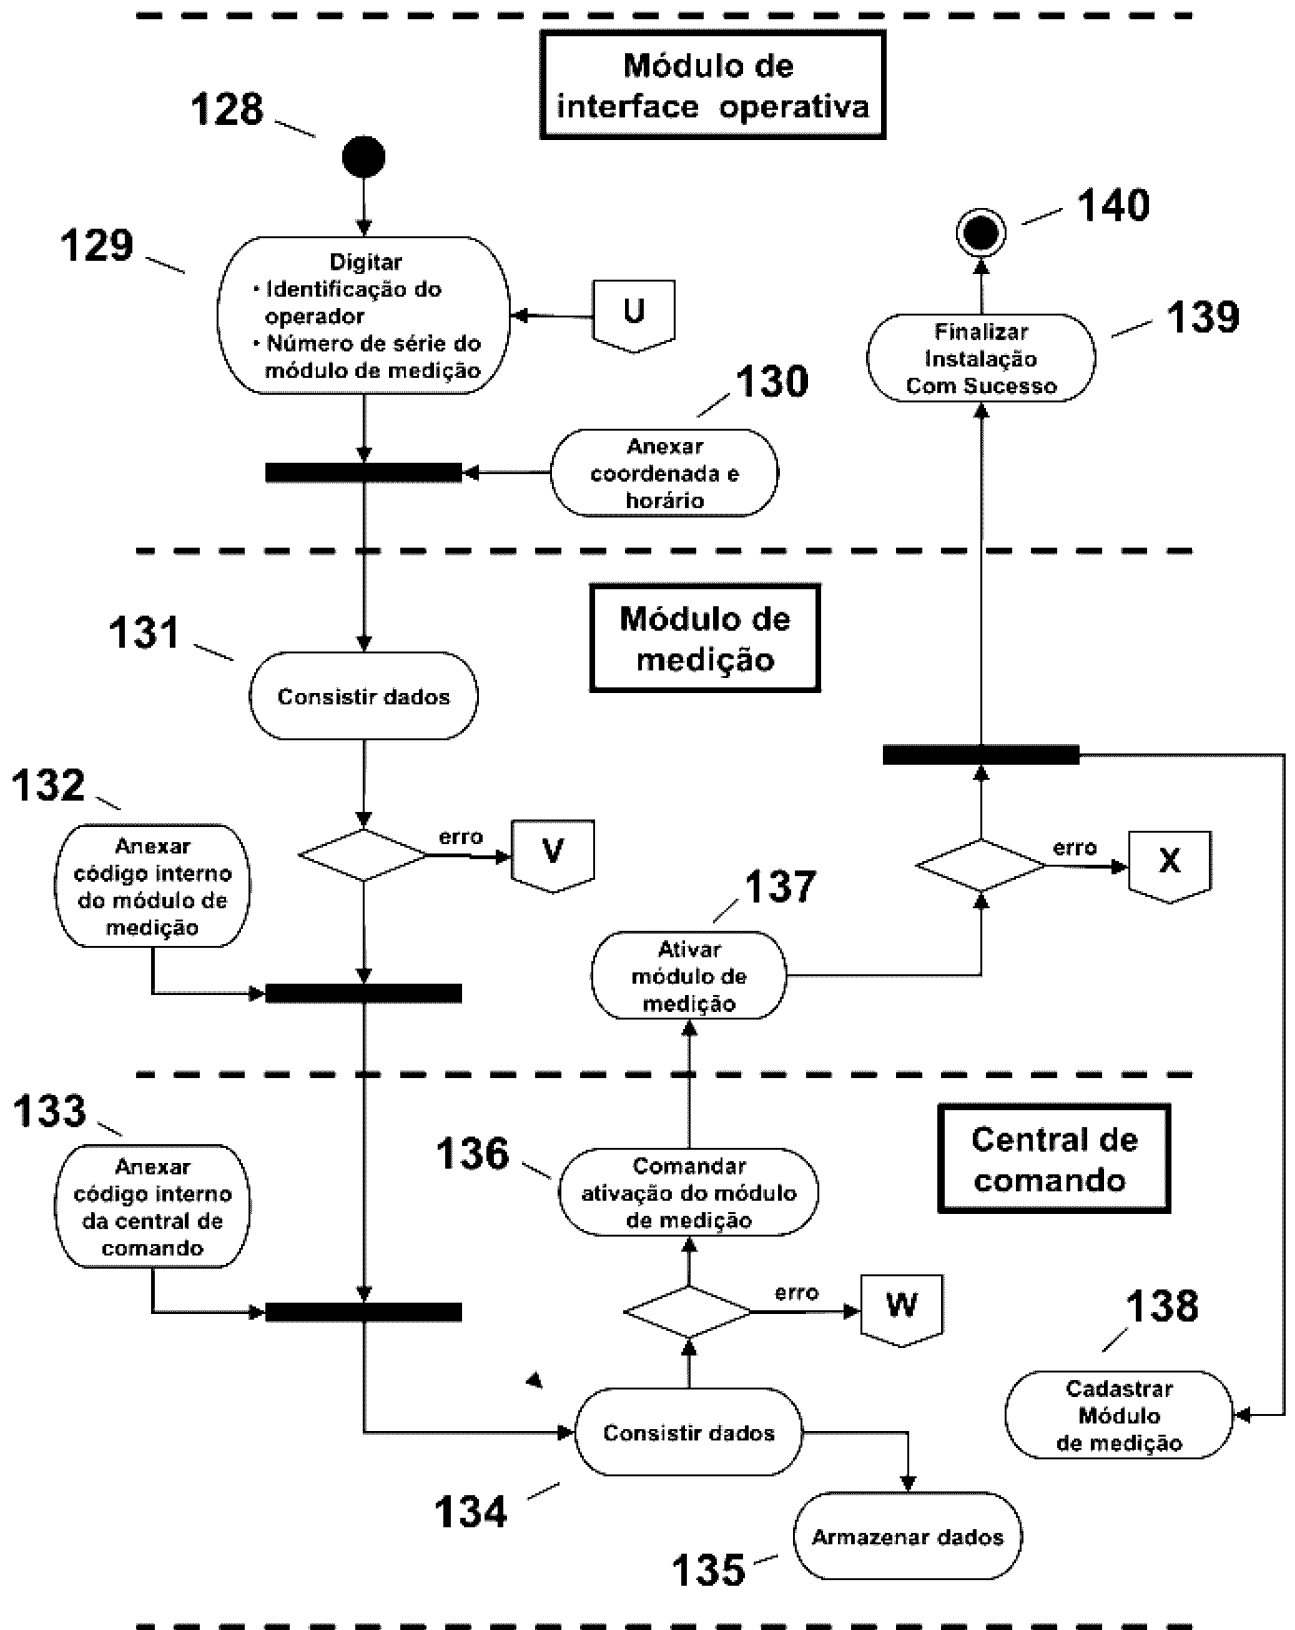 Módulo de
interface operativa
128
140
129
Digitar
• Identificação do
operador
• Número de série do
módulo de medição
U
139
Finalizar
Instalação
Com Sucesso
130
Anexar
coordenada e
horário
Módulo de
medição
131
Consistir dados
132
Anexar
código interno
do módulo de
medição
erro
V
erro
X
137
Ativar
módulo de
medição
133
Anexar
código interno
da central de
comando
136
Comandar
ativação do módulo
de medição
Central de
comando
erro
W
138
Cadastrar
Módulo
de medição
Consistir dados
134
Armazenar dados
135